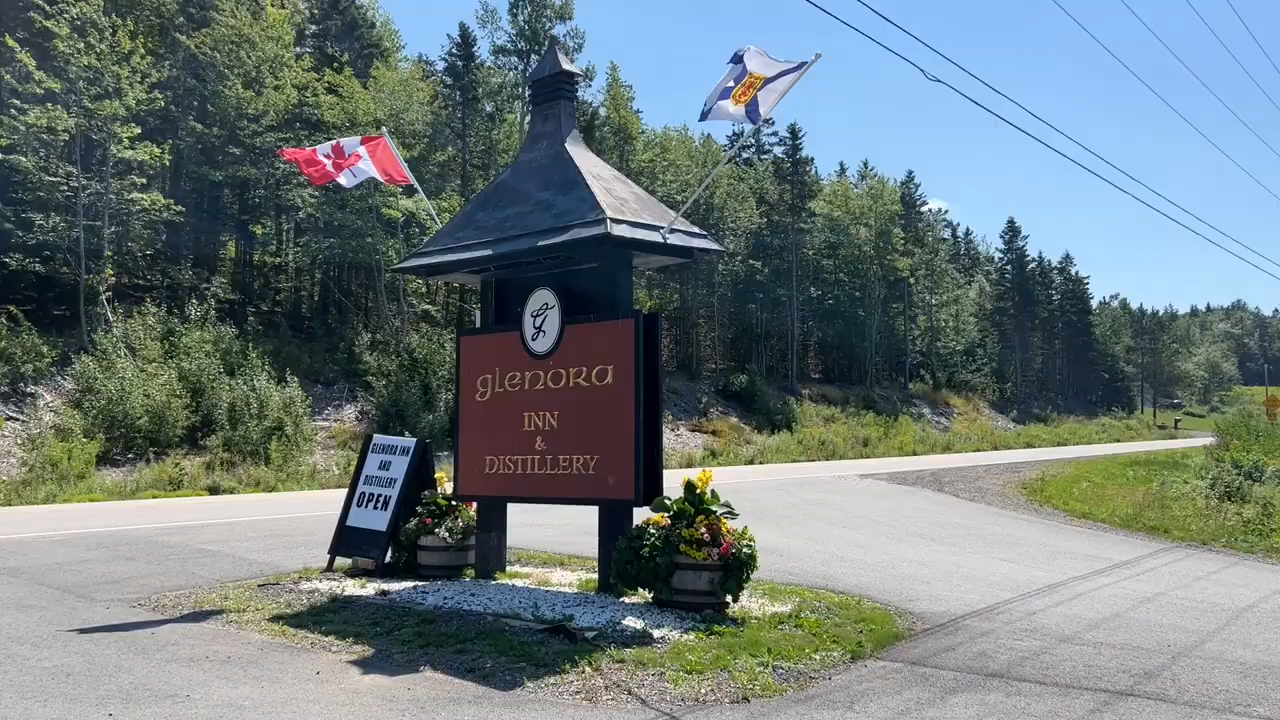 G
glenora
INN
&
DISTILLERY
GLENORA INN
AND
DISTILLERY
OPEN